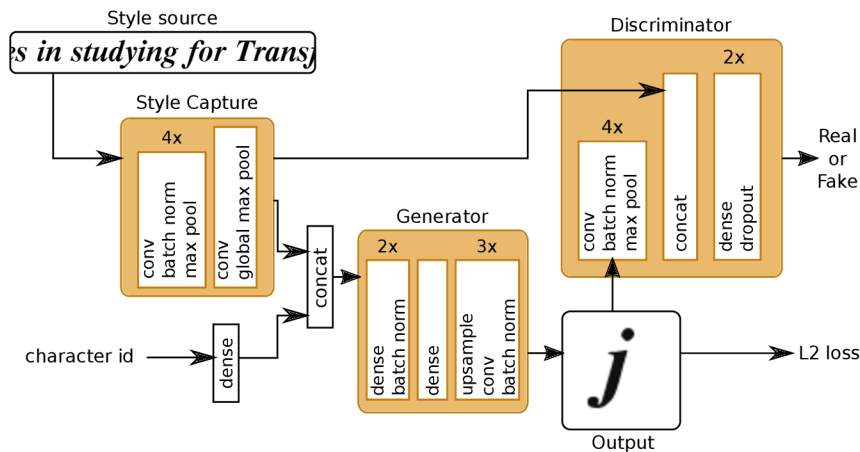 Style source
es in studying for Transf
Style Capture
4x
conv
batch norm
max pool
conv
global max pool
character id
dense
concat
Generator
2x
3x
dense
batch norm
dense
upsample
conv
batch norm
Discriminator
2x
4x
conv
batch norm
max pool
concat
dense
dropout
Real
or
Fake
j
Output
L2 loss